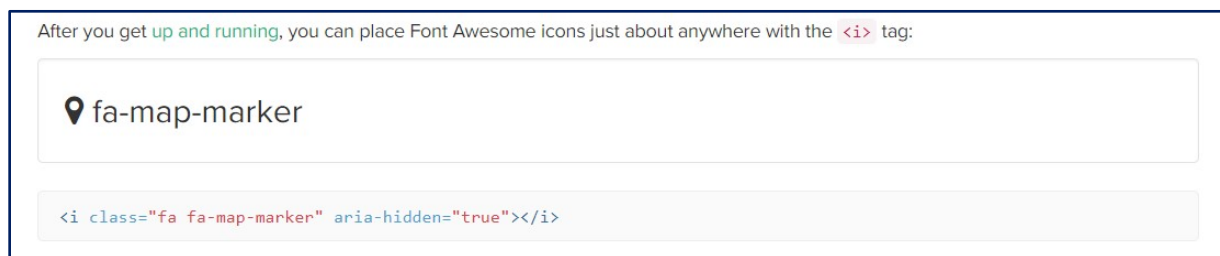 After you get up and running, you can place Font Awesome icons just about anywhere with the <i> tag:
fa-map-marker
<i class="fa fa-map-marker" aria-hidden="true"></i>